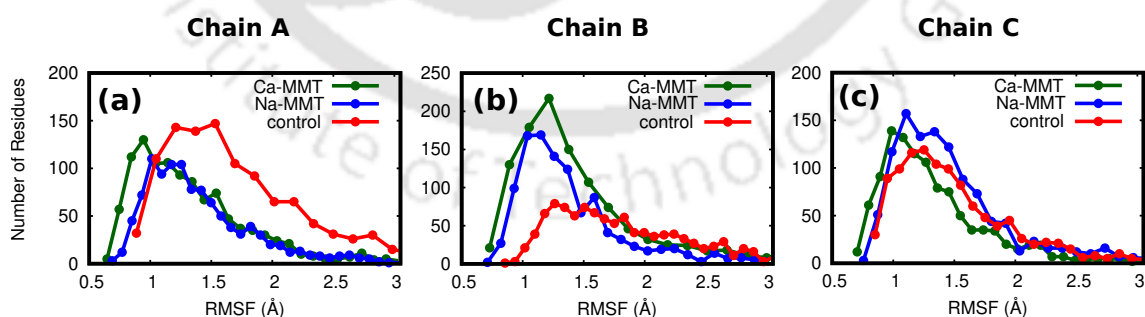 Chain A
Chain B
Chain C
Number of Residues
200
150
100
50
0
(a)
Ca-MMT
Na-MMT
control
0.5 1 1.5 2 2.5 3
RMSF (Å)
250
200
150
100
50
0
(b)
Ca-MMT
Na-MMT
control
0.5 1 1.5 2 2.5 3
RMSF (Å)
200
150
100
50
0
(c)
Ca-MMT
Na-MMT
control
0.5 1 1.5 2 2.5 3
RMSF (Å)
stitute of Technology G